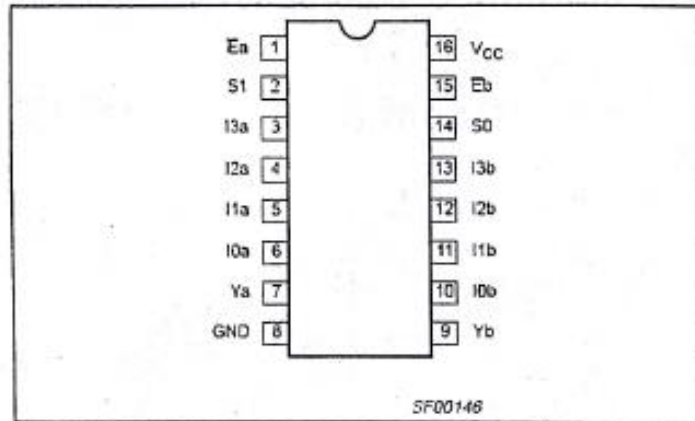 Ea 1 16 VCC
S1 2 15 Eb
I3a 3 14 S0
I2a 4 13 I3b
I1a 5 12 I2b
I0a 6 11 I1b
Ya 7 10 I0b
GND 8 9 Yb
SF00146